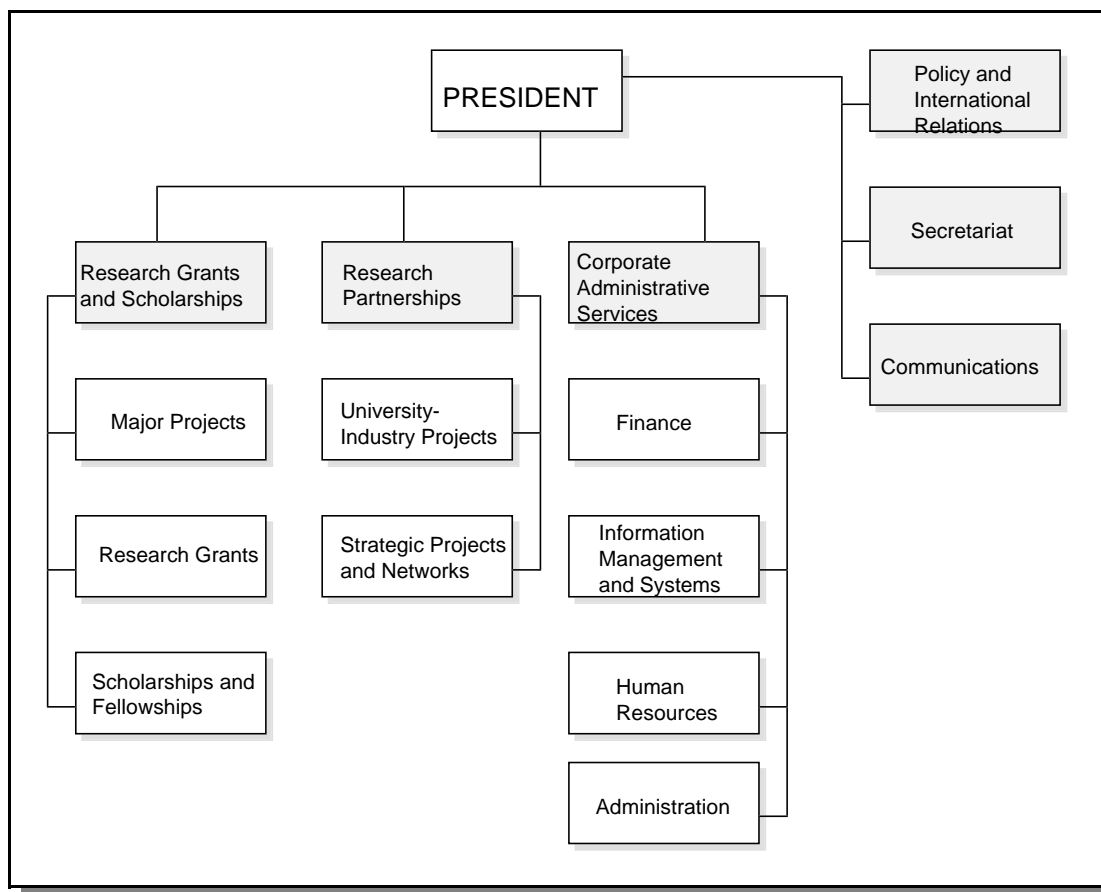 PRESIDENT
Policy and
International
Relations
Secretariat
Communications
Research Grants
and Scholarships
Major Projects
Research Grants
Scholarships and
Fellowships
Research
Partnerships
University-
Industry Projects
Strategic Projects
and Networks
Corporate
Administrative
Services
Finance
Information
Management
and Systems
Human
Resources
Administration